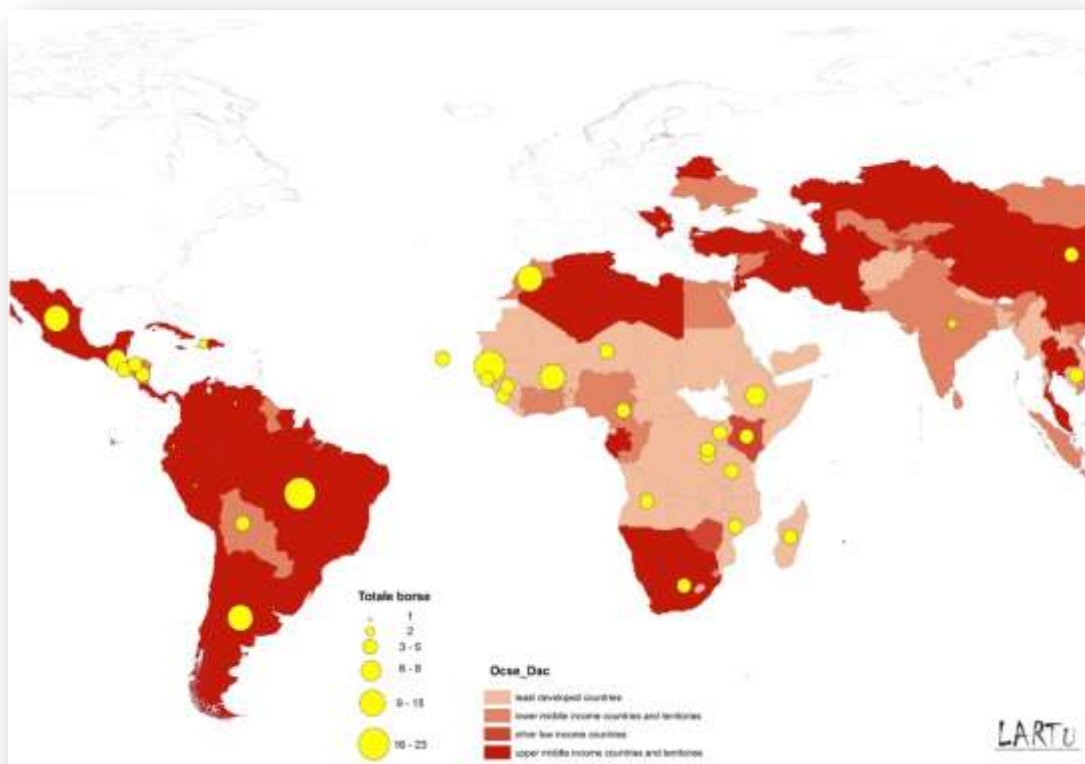 Totale borse
1
2
3 - 5
6 - 8
9 - 15
16 - 23
Ocse_Dac
least developed countries
lower middle income countries and territories
other low income countries
upper middle income countries and territories
LARTU